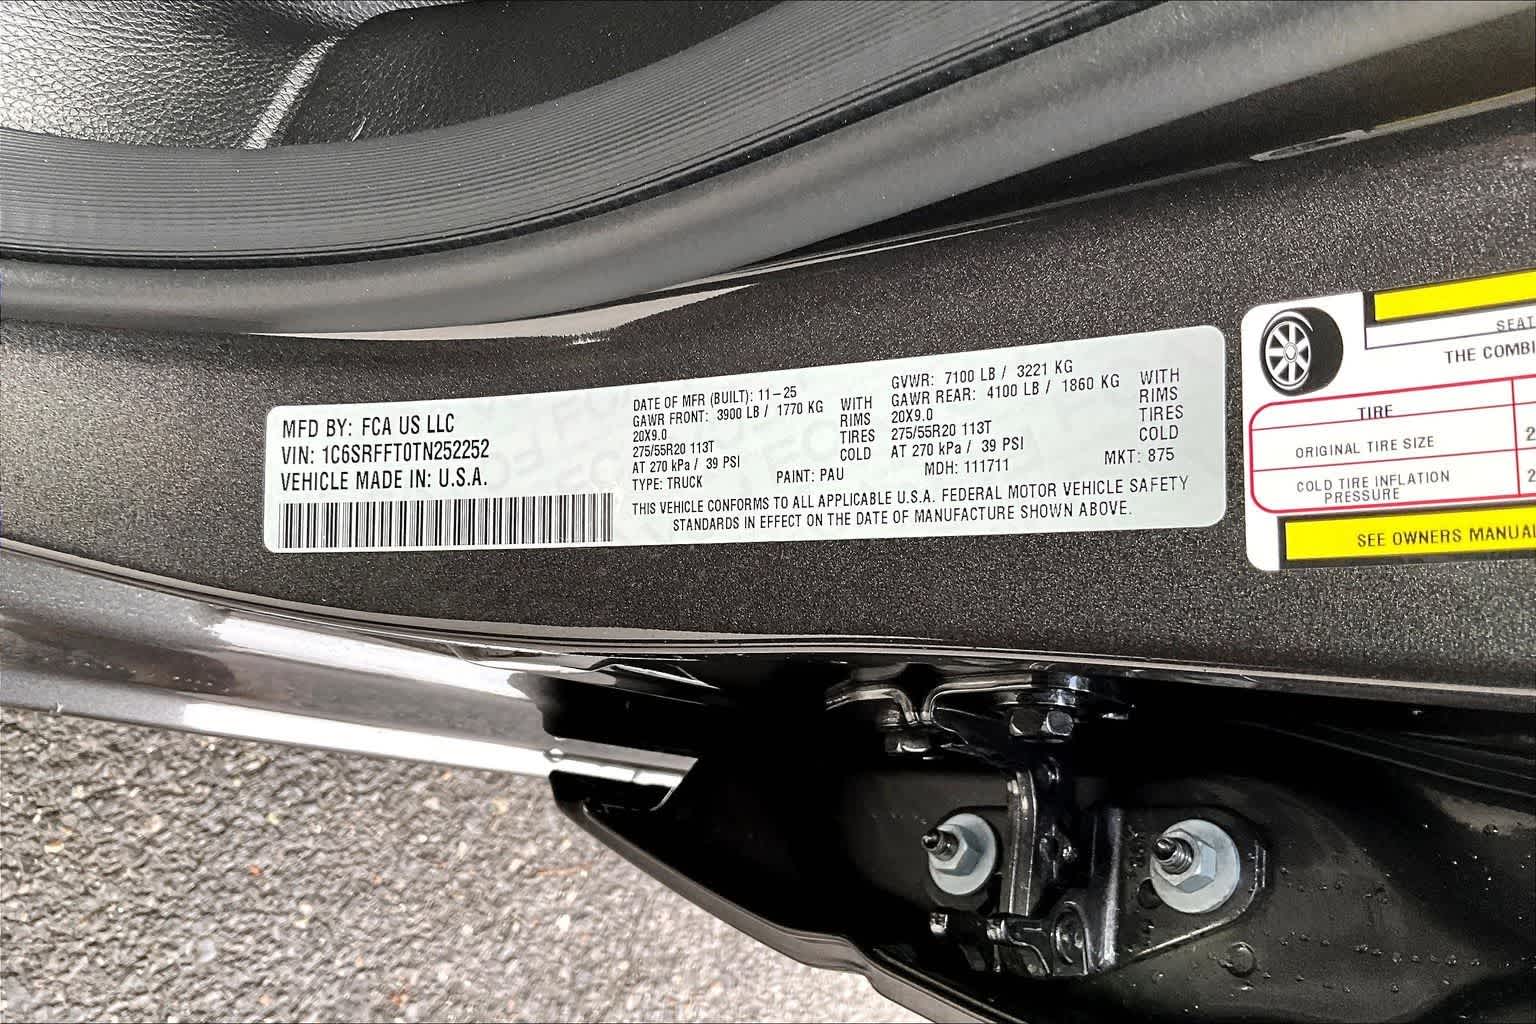 MFD BY: FCA US LLC
VIN: 1C6SRFFT0TN252252
VEHICLE MADE IN: U.S.A.
DATE OF MFR (BUILT): 11-25
GAWR FRONT: 3900 LB / 1770 KG WITH
20X9.0 RIMS
275/55R20 113T TIRES
AT 270 kPa / 39 PSI COLD
TYPE: TRUCK PAINT: PAU
GVWR: 7100 LB / 3221 KG
GAWR REAR: 4100 LB / 1860 KG WITH
20X9.0 RIMS
275/55R20 113T TIRES
AT 270 kPa / 39 PSI COLD
MDH: 111711 MKT: 875
THIS VEHICLE CONFORMS TO ALL APPLICABLE U.S.A. FEDERAL MOTOR VEHICLE SAFETY
STANDARDS IN EFFECT ON THE DATE OF MANUFACTURE SHOWN ABOVE.
SEAT
THE COMBI
TIRE
ORIGINAL TIRE SIZE 2
COLD TIRE INFLATION
PRESSURE 2
SEE OWNERS MANUAL